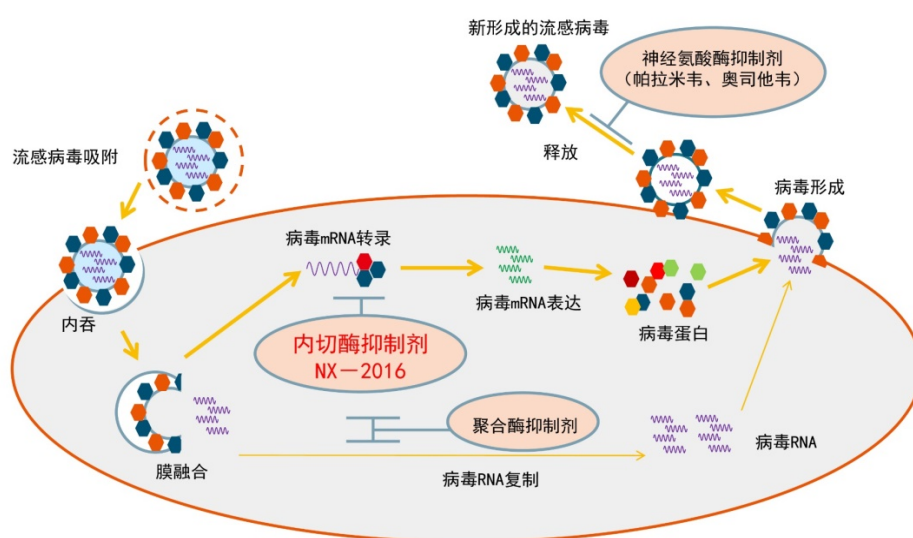 新形成的流感病毒
神经氨酸酶抑制剂
（帕拉米韦、奥司他韦）
流感病毒吸附
释放
病毒形成
病毒mRNA转录
病毒mRNA表达
病毒蛋白
内吞
内切酶抑制剂
NX－2016
聚合酶抑制剂
膜融合
病毒RNA复制
病毒RNA